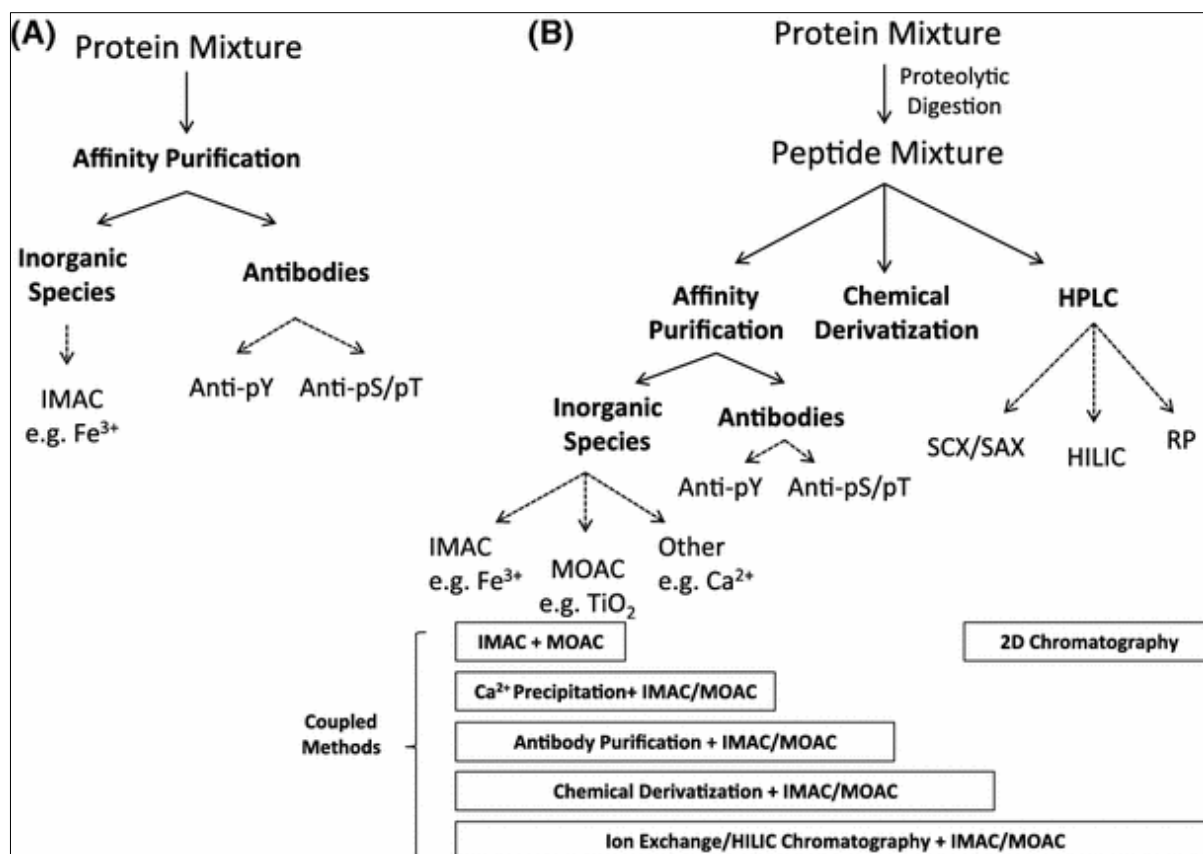 (A)
Protein Mixture
Affinity Purification
Inorganic
Species
Antibodies
IMAC
e.g. Fe³⁺
Anti-pY
Anti-pS/pT
(B)
Protein Mixture
Proteolytic
Digestion
Peptide Mixture
Affinity
Purification
Chemical
Derivatization
HPLC
Inorganic
Species
Antibodies
SCX/SAX
HILIC
RP
Anti-pY
Anti-pS/pT
IMAC
e.g. Fe³⁺
MOAC
e.g. TiO₂
Other
e.g. Ca²⁺
Coupled
Methods
IMAC + MOAC
2D Chromatography
Ca²⁺ Precipitation+ IMAC/MOAC
Antibody Purification + IMAC/MOAC
Chemical Derivatization + IMAC/MOAC
Ion Exchange/HILIC Chromatography + IMAC/MOAC